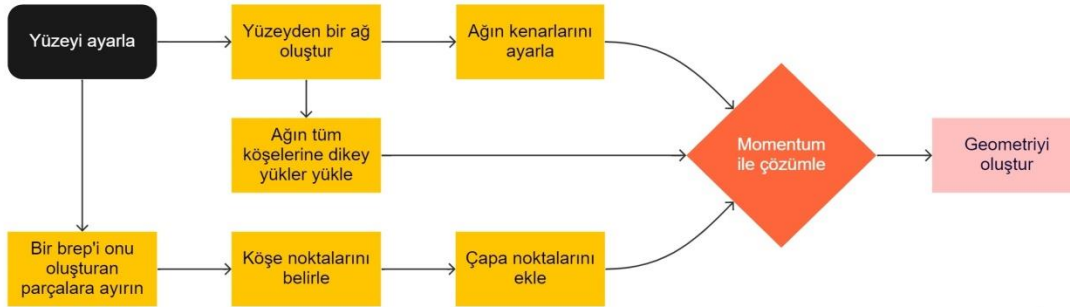 Yüzeyi ayarla
Yüzeyden bir ağ
oluştur
Ağın kenarlarını
ayarla
Ağın tüm
köşelerine dikey
yükler yükle
Momentum
ile çözümle
Geometriyi
oluştur
Bir brep'i onu
oluşturan
parçalara ayırın
Köşe noktalarını
belirle
Çapa noktalarını
ekle